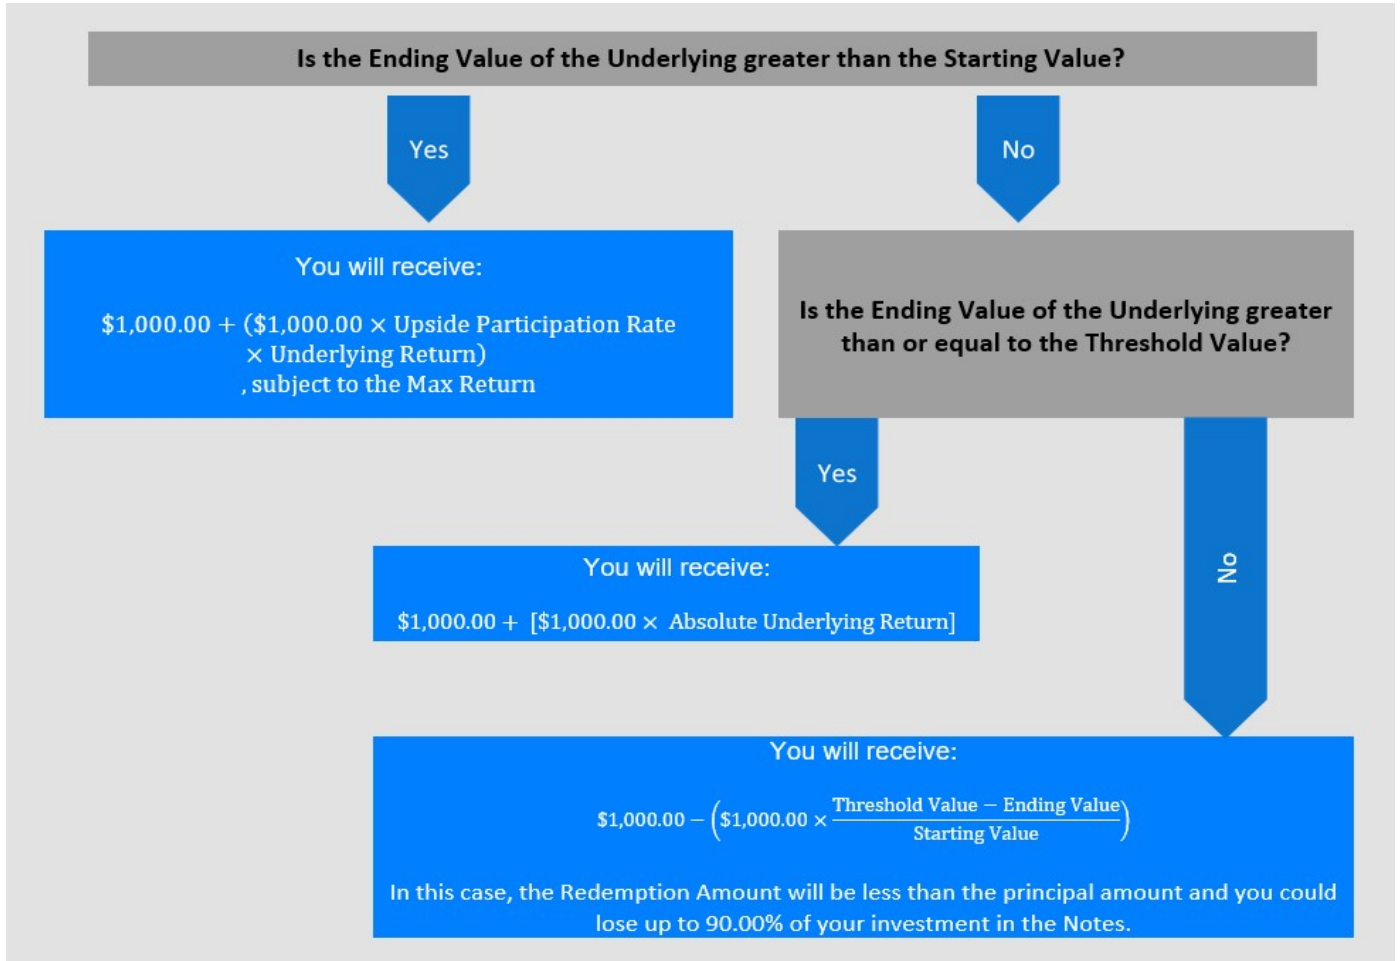 Is the Ending Value of the Underlying greater than the Starting Value?
Yes
No
You will receive:
$1,000.00 + ($1,000.00 × Upside Participation Rate
× Underlying Return)
, subject to the Max Return
Is the Ending Value of the Underlying greater
than or equal to the Threshold Value?
Yes
No
You will receive:
$1,000.00 + [$1,000.00 × Absolute Underlying Return]
You will receive:
$1,000.00 − ($1,000.00 × (Threshold Value − Ending Value) / Starting Value)
In this case, the Redemption Amount will be less than the principal amount and you could
lose up to 90.00% of your investment in the Notes.